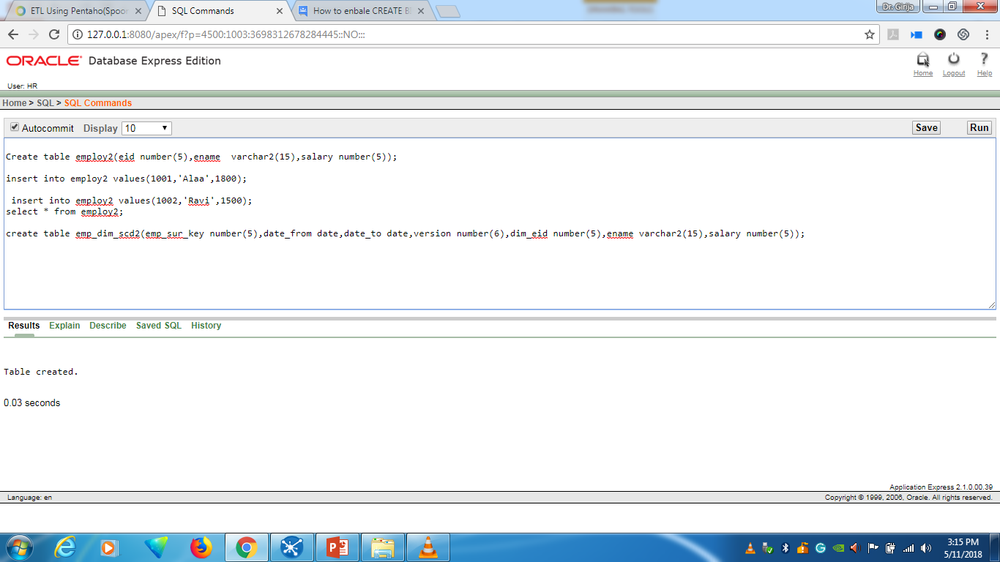 ETL Using Pentaho(Spoon
SQL Commands
How to enbale CREATE B
Dr. Girija
127.0.0.1:8080/apex/f?p=4500:1003:3698312678284445::NO:::
ORACLE Database Express Edition
Home Logout Help
User: HR
Home > SQL > SQL Commands
Autocommit Display 10 Save Run
Create table employ2(eid number(5),ename  varchar2(15),salary number(5));
insert into employ2 values(1001,'Alaa',1800);
insert into employ2 values(1002,'Ravi',1500);
select * from employ2;
create table emp_dim_scd2(emp_sur_key number(5),date_from date,date_to date,version number(6),dim_eid number(5),ename varchar2(15),salary number(5));
Results Explain Describe Saved SQL History
Table created.
0.03 seconds
Application Express 2.1.0.00.39
Language: en Copyright © 1999, 2006, Oracle. All rights reserved.
3:15 PM
5/11/2018